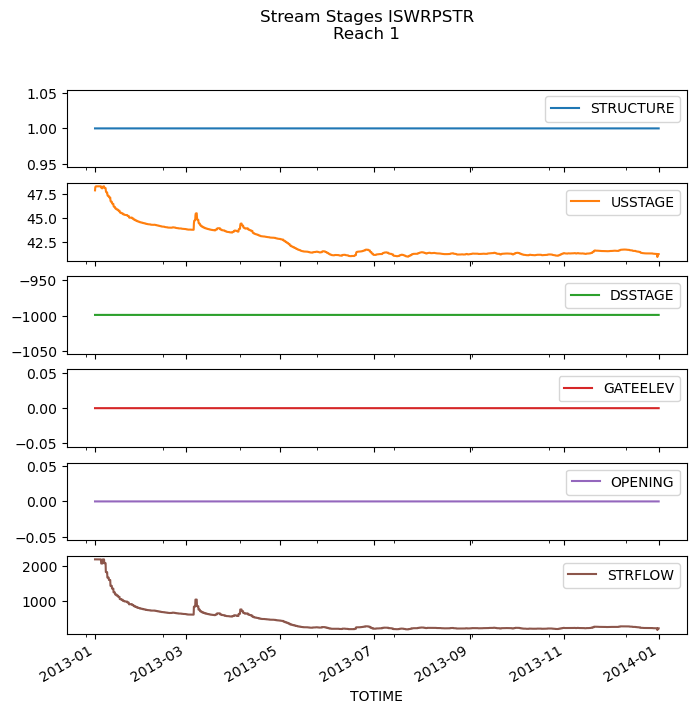 Stream Stages ISWRPSTR
Reach 1
1.05
1.00
0.95
STRUCTURE
47.5
45.0
42.5
USSTAGE
−950
−1000
−1050
DSSTAGE
0.05
0.00
−0.05
GATEELEV
0.05
0.00
−0.05
OPENING
2000
1000
STRFLOW
2013-01
2013-03
2013-05
2013-07
2013-09
2013-11
2014-01
TOTIME